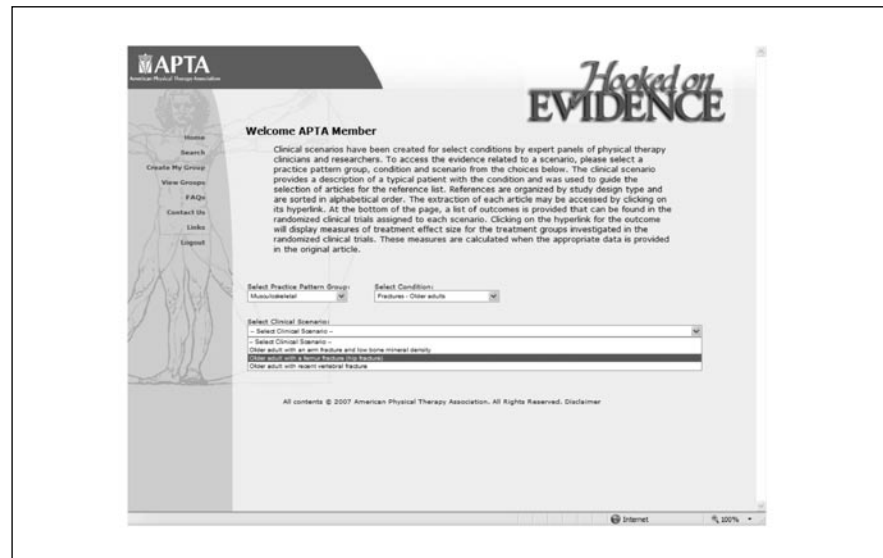 APTA
American Physical Therapy Association
Hooked on
EVIDENCE
Home
Search
Create My Group
View Groups
FAQs
Contact Us
Links
Logout
Welcome APTA Member
Clinical scenarios have been created for select conditions by expert panels of physical therapy
clinicians and researchers. To access the evidence related to a scenario, please select a
practice pattern group, condition and scenario from the choices below. The clinical scenario
provides a description of a typical patient with the condition and was used to guide the
selection of articles for the reference list. References are organized by study design type and
are sorted in alphabetical order. The extraction of each article may be accessed by clicking on
its hyperlink. At the bottom of the page, a list of outcomes is provided that can be found in the
randomized clinical trials assigned to each scenario. Clicking on the hyperlink for the outcome
will display measures of treatment effect size for the treatment groups investigated in the
randomized clinical trials. These measures are calculated when the appropriate data is provided
in the original article.
Select Practice Pattern Group: Select Condition:
Musculoskeletal Fractures - Older adults
Select Clinical Scenario:
-- Select Clinical Scenario --
-- Select Clinical Scenario --
Older adult with an arm fracture and low bone mineral density
Older adult with a femur fracture (hip fracture)
Older adult with recent vertebral fracture
All contents © 2007 American Physical Therapy Association. All Rights Reserved. Disclaimer
Internet 100%